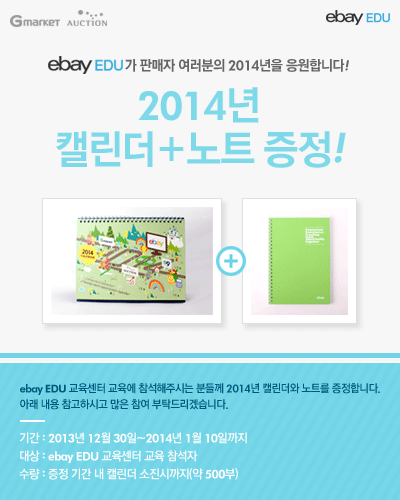 Gmarket AUCTION
ebay EDU
ebay EDU가 판매자 여러분의 2014년을 응원합니다!
2014년
캘린더+노트 증정!
ebay
2014
ebay
ebay EDU 교육센터 교육에 참석해주시는 분들께 2014년 캘린더와 노트를 증정합니다.
아래 내용 참고하시고 많은 참여 부탁드리겠습니다.
기간 : 2013년 12월 30일~2014년 1월 10일까지
대상 : ebay EDU 교육센터 교육 참석자
수량 : 증정 기간 내 캘린더 소진시까지(약 500부)